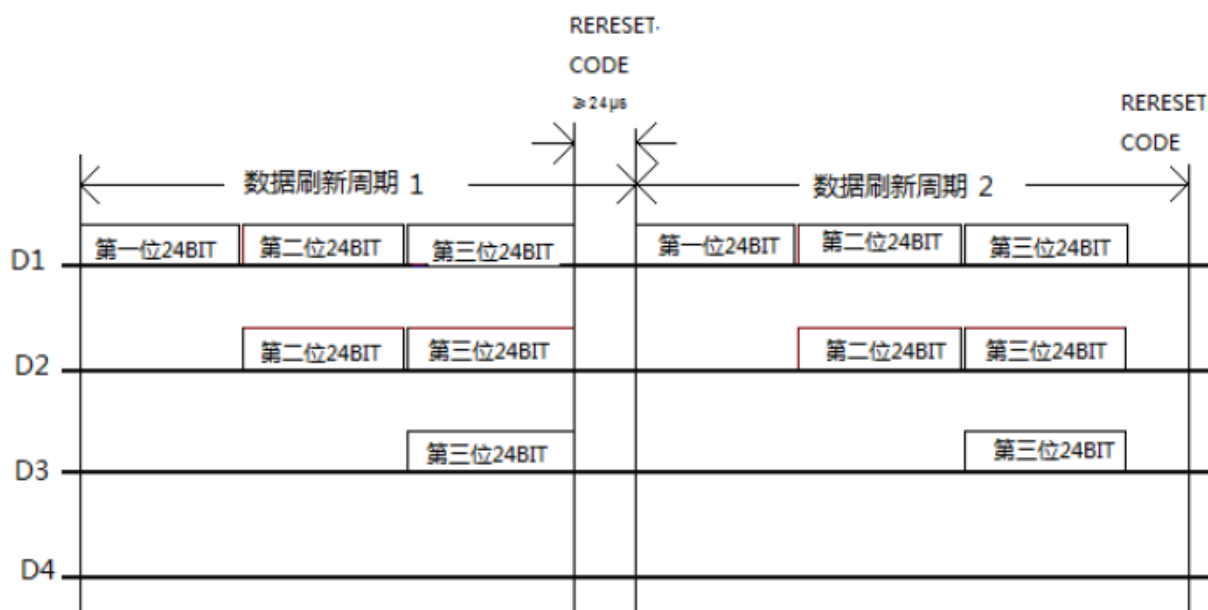 RERESET.
CODE
≥24μs
RERESET
CODE
数据刷新周期 1
数据刷新周期 2
D1
第一位24BIT
第二位24BIT
第三位24BIT
第一位24BIT
第二位24BIT
第三位24BIT
D2
第二位24BIT
第三位24BIT
第二位24BIT
第三位24BIT
D3
第三位24BIT
第三位24BIT
D4